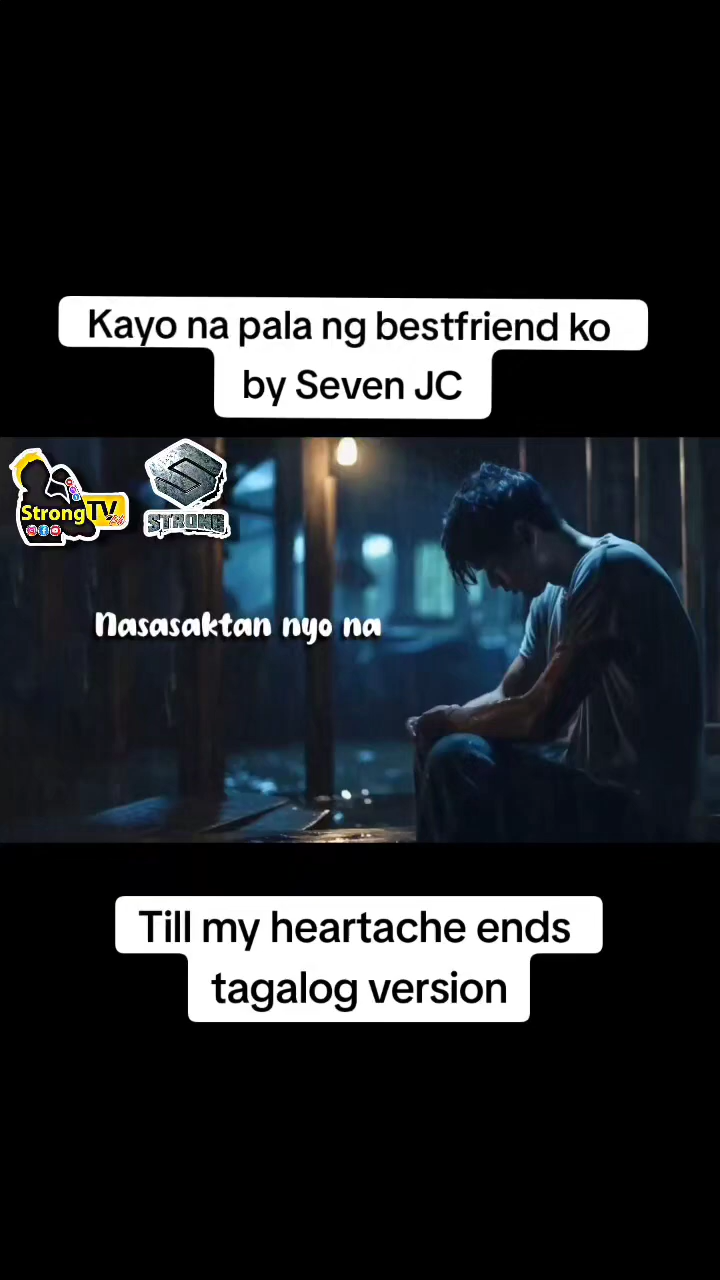 Kayo na pala ng bestfriend ko
by Seven JC
StrongTV
STRONG
Nasasaktan nyo na
Till my heartache ends
tagalog version